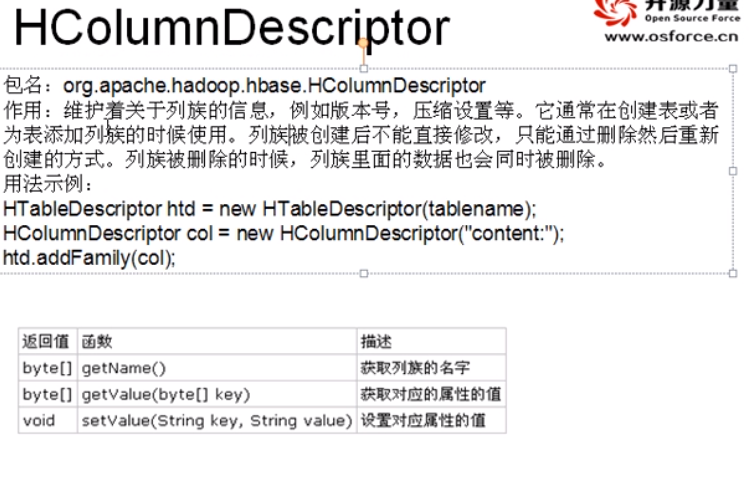 HColumnDescriptor
开源力量
Open Source Force
www.osforce.cn
包名：org.apache.hadoop.hbase.HColumnDescriptor
作用：维护着关于列族的信息，例如版本号，压缩设置等。它通常在创建表或者
为表添加列族的时候使用。列族被创建后不能直接修改，只能通过删除然后重新
创建的方式。列族被删除的时候，列族里面的数据也会同时被删除。
用法示例：
HTableDescriptor htd = new HTableDescriptor(tablename);
HColumnDescriptor col = new HColumnDescriptor("content:");
htd.addFamily(col);
返回值 函数 描述
byte[] getName() 获取列族的名字
byte[] getValue(byte[] key) 获取对应的属性的值
void setValue(String key, String value) 设置对应属性的值